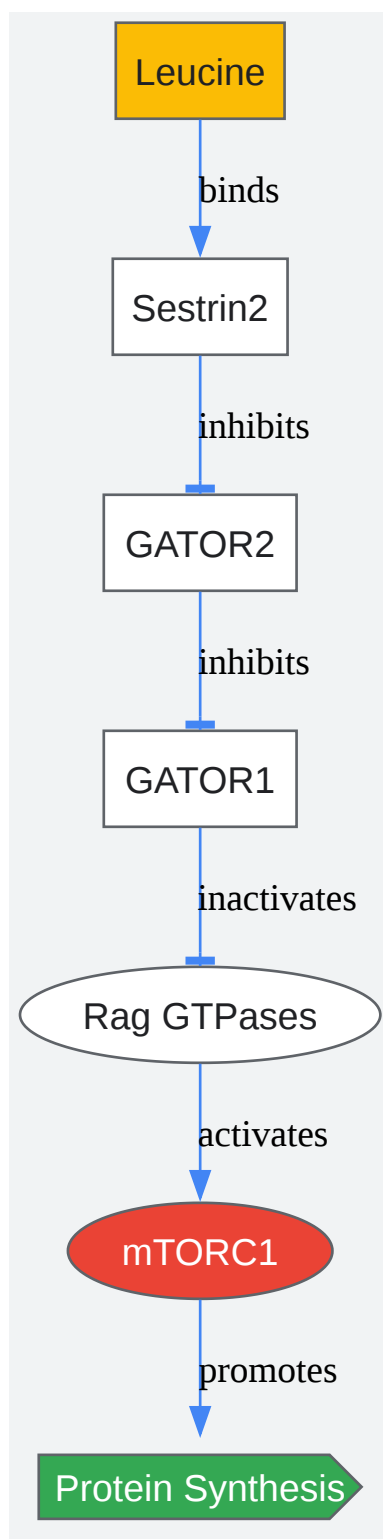 Leucine
binds
Sestrin2
inhibits
GATOR2
inhibits
GATOR1
inactivates
Rag GTPases
activates
mTORC1
promotes
Protein Synthesis